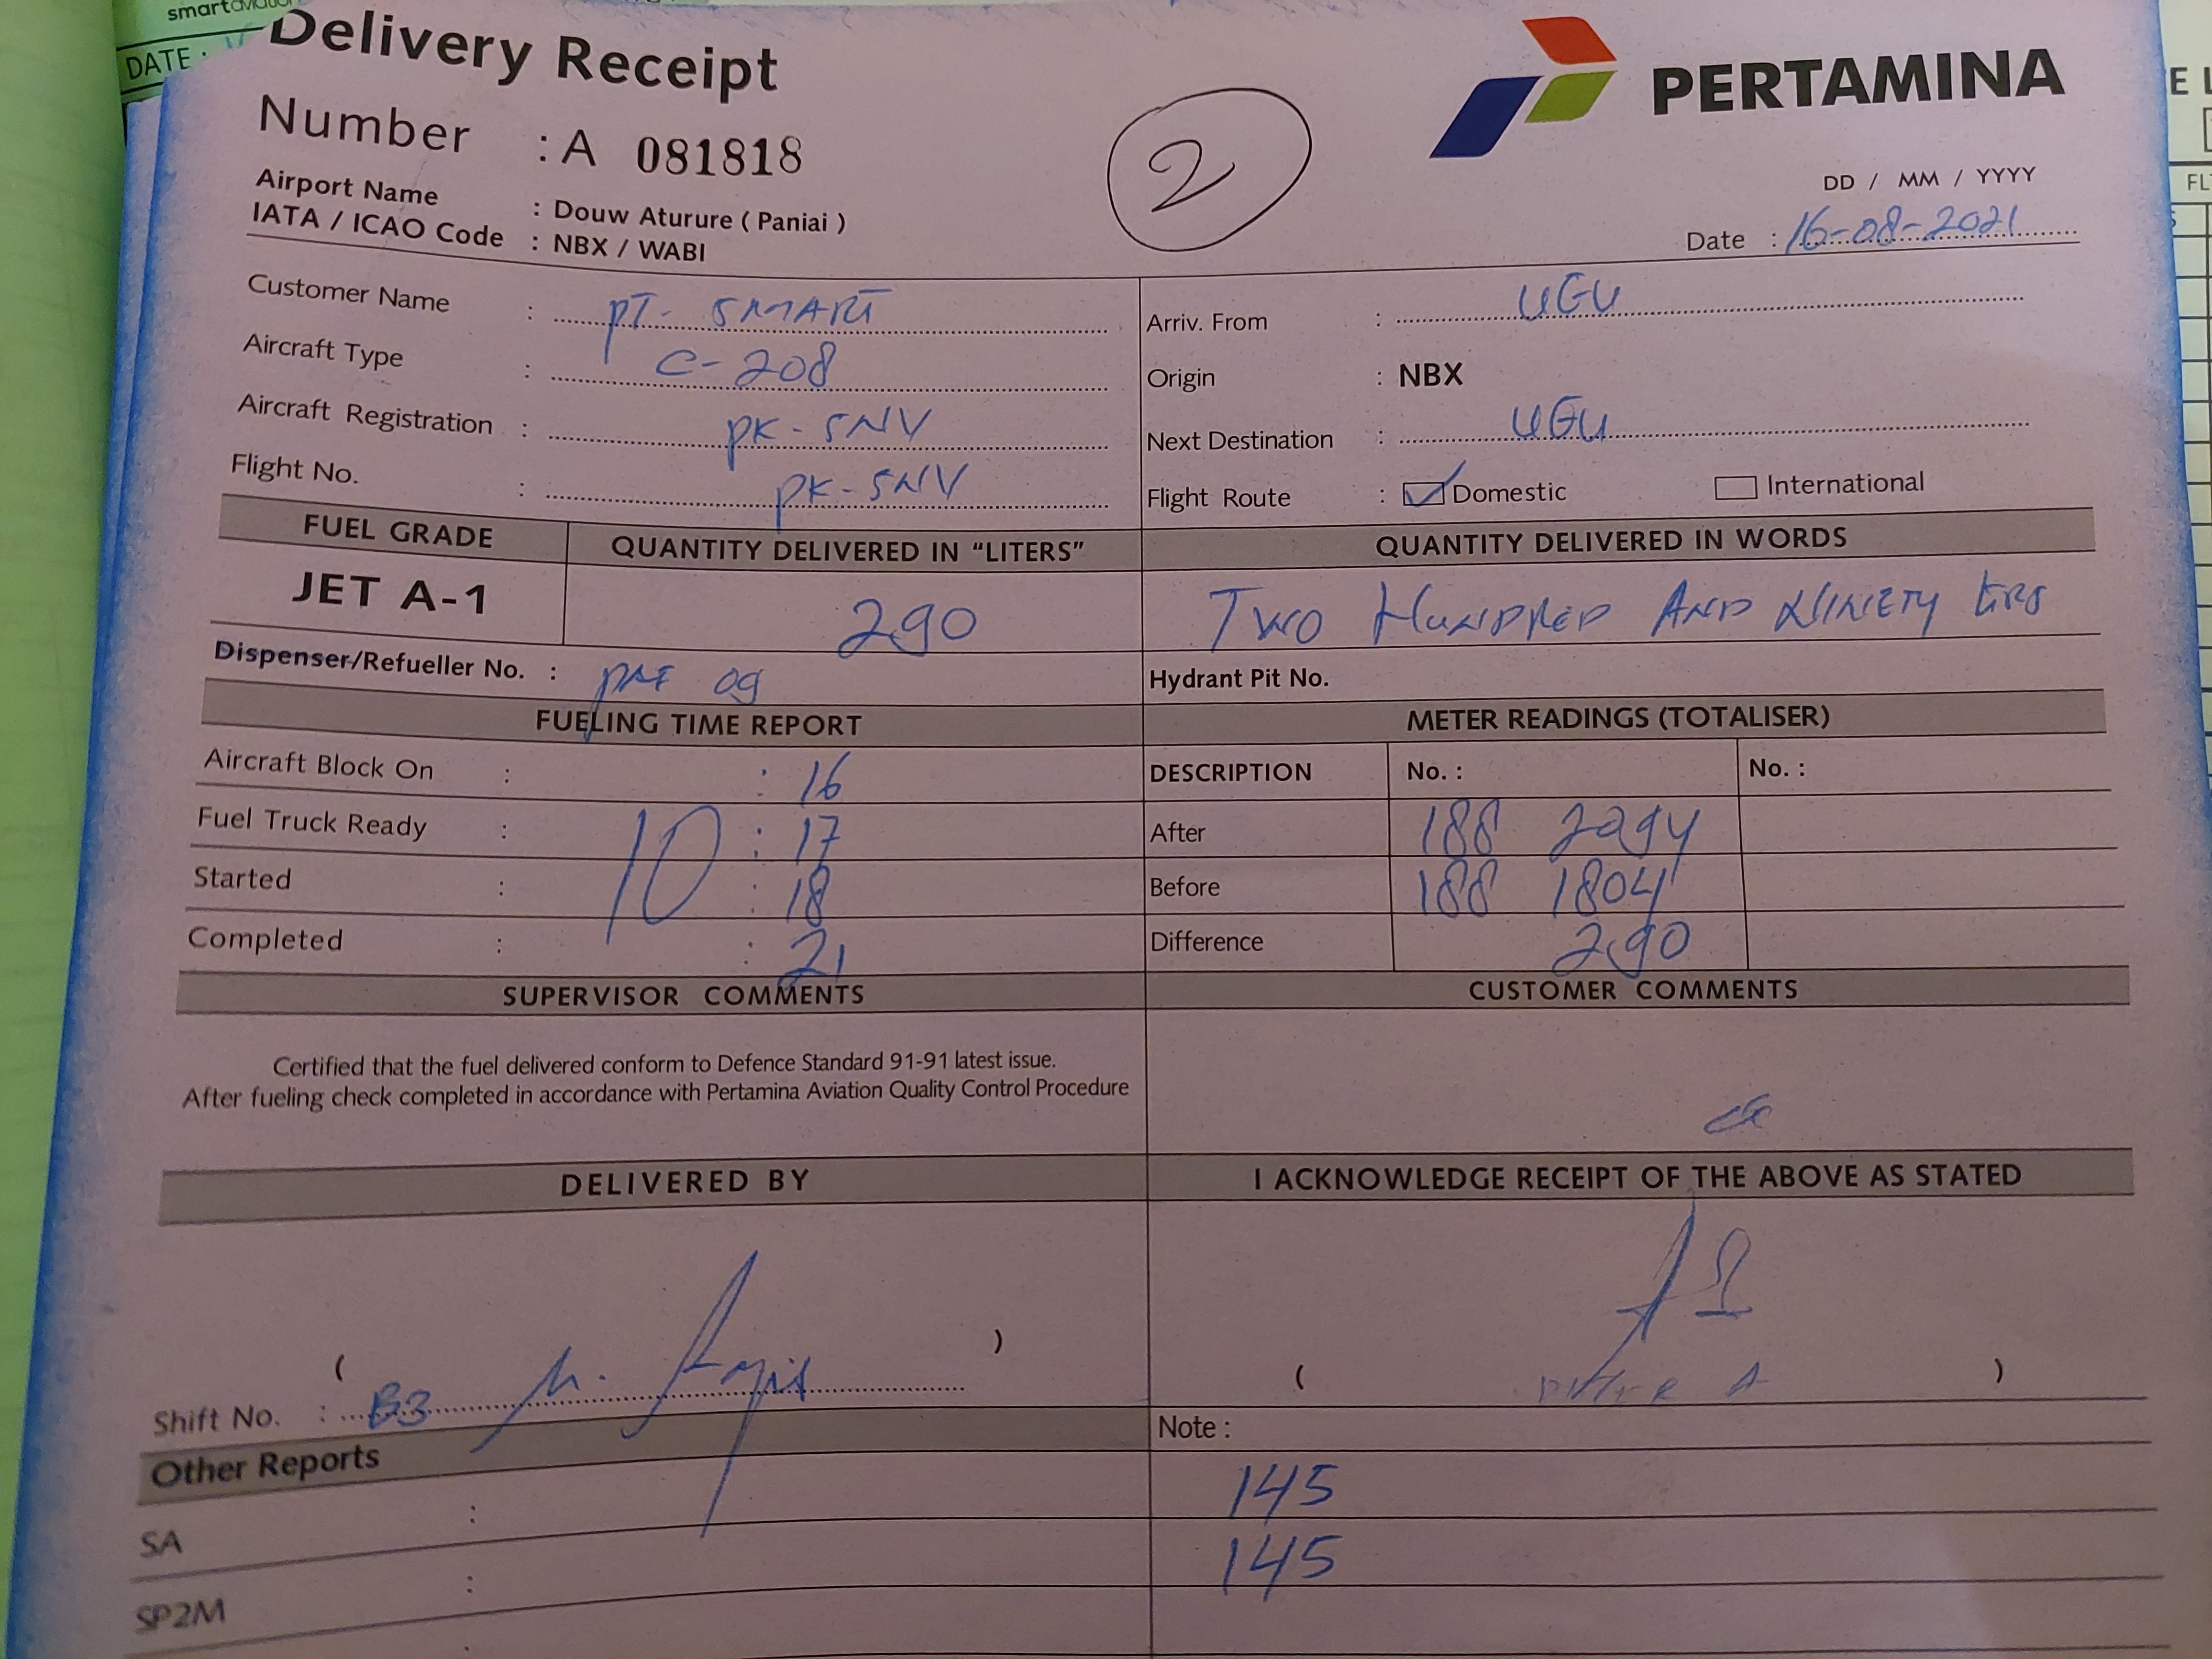 smartaviation
DATE :
Delivery Receipt
PERTAMINA
Number : A 081818
2
Airport Name : Douw Aturure ( Paniai )
IATA / ICAO Code : NBX / WABI
DD / MM / YYYY
Date : 16-08-2021
Customer Name : PT- SMART
Arriv. From : UGU
Aircraft Type : C-208
Origin : NBX
Aircraft Registration : PK-SNV
Next Destination : UGU
Flight No. : PK-SNV
Flight Route : Domestic International
FUEL GRADE QUANTITY DELIVERED IN “LITERS” QUANTITY DELIVERED IN WORDS
JET A-1 290 TWO HUNDRED AND NINETY LTRS
Dispenser/Refueller No. : PAF 09
Hydrant Pit No.
FUELING TIME REPORT METER READINGS (TOTALISER)
Aircraft Block On : : 16
DESCRIPTION No. : No. :
Fuel Truck Ready : 10 : 17
After 188 2094
Started : : 18
Before 188 1804
Completed : : 21
Difference 290
SUPERVISOR COMMENTS CUSTOMER COMMENTS
Certified that the fuel delivered conform to Defence Standard 91-91 latest issue.
After fueling check completed in accordance with Pertamina Aviation Quality Control Procedure
DELIVERED BY I ACKNOWLEDGE RECEIPT OF THE ABOVE AS STATED
( )
( A )
Shift No. : B3 M.
Note :
Other Reports
145
SA :
145
SP2M :